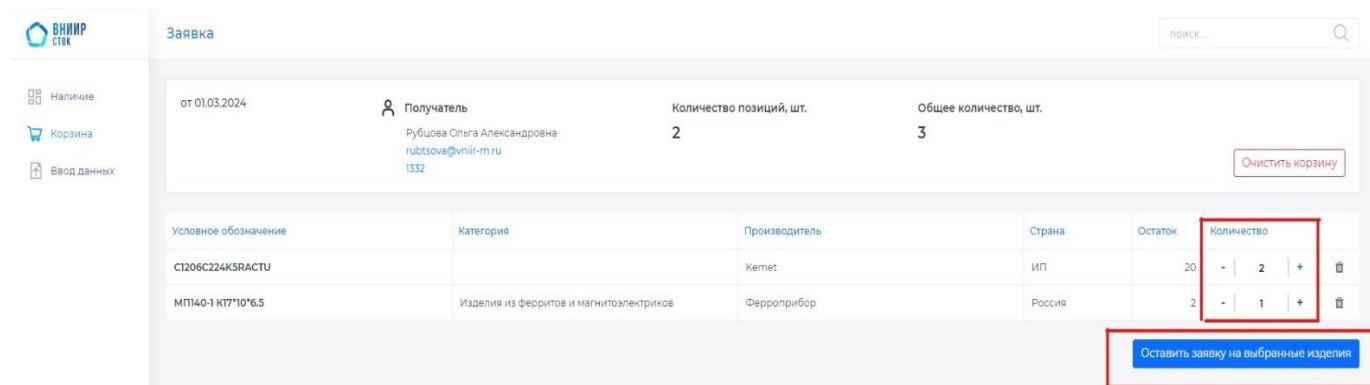 ВНИИР
СТОК
Заявка
поиск...
Наличие
Корзина
Ввод данных
от 01.03.2024
Получатель
Рубцова Ольга Александровна
rubtsova@vniir-m.ru
1332
Количество позиций, шт.
2
Общее количество, шт.
3
Очистить корзину
Условное обозначение Категория Производитель Страна Остаток Количество
C1206C224K5RACTU Kemet ИП 20 - 2 +
МП140-1 К17*10*6.5 Изделия из ферритов и магнитоэлектриков Ферроприбор Россия 2 - 1 +
Оставить заявку на выбранные изделия